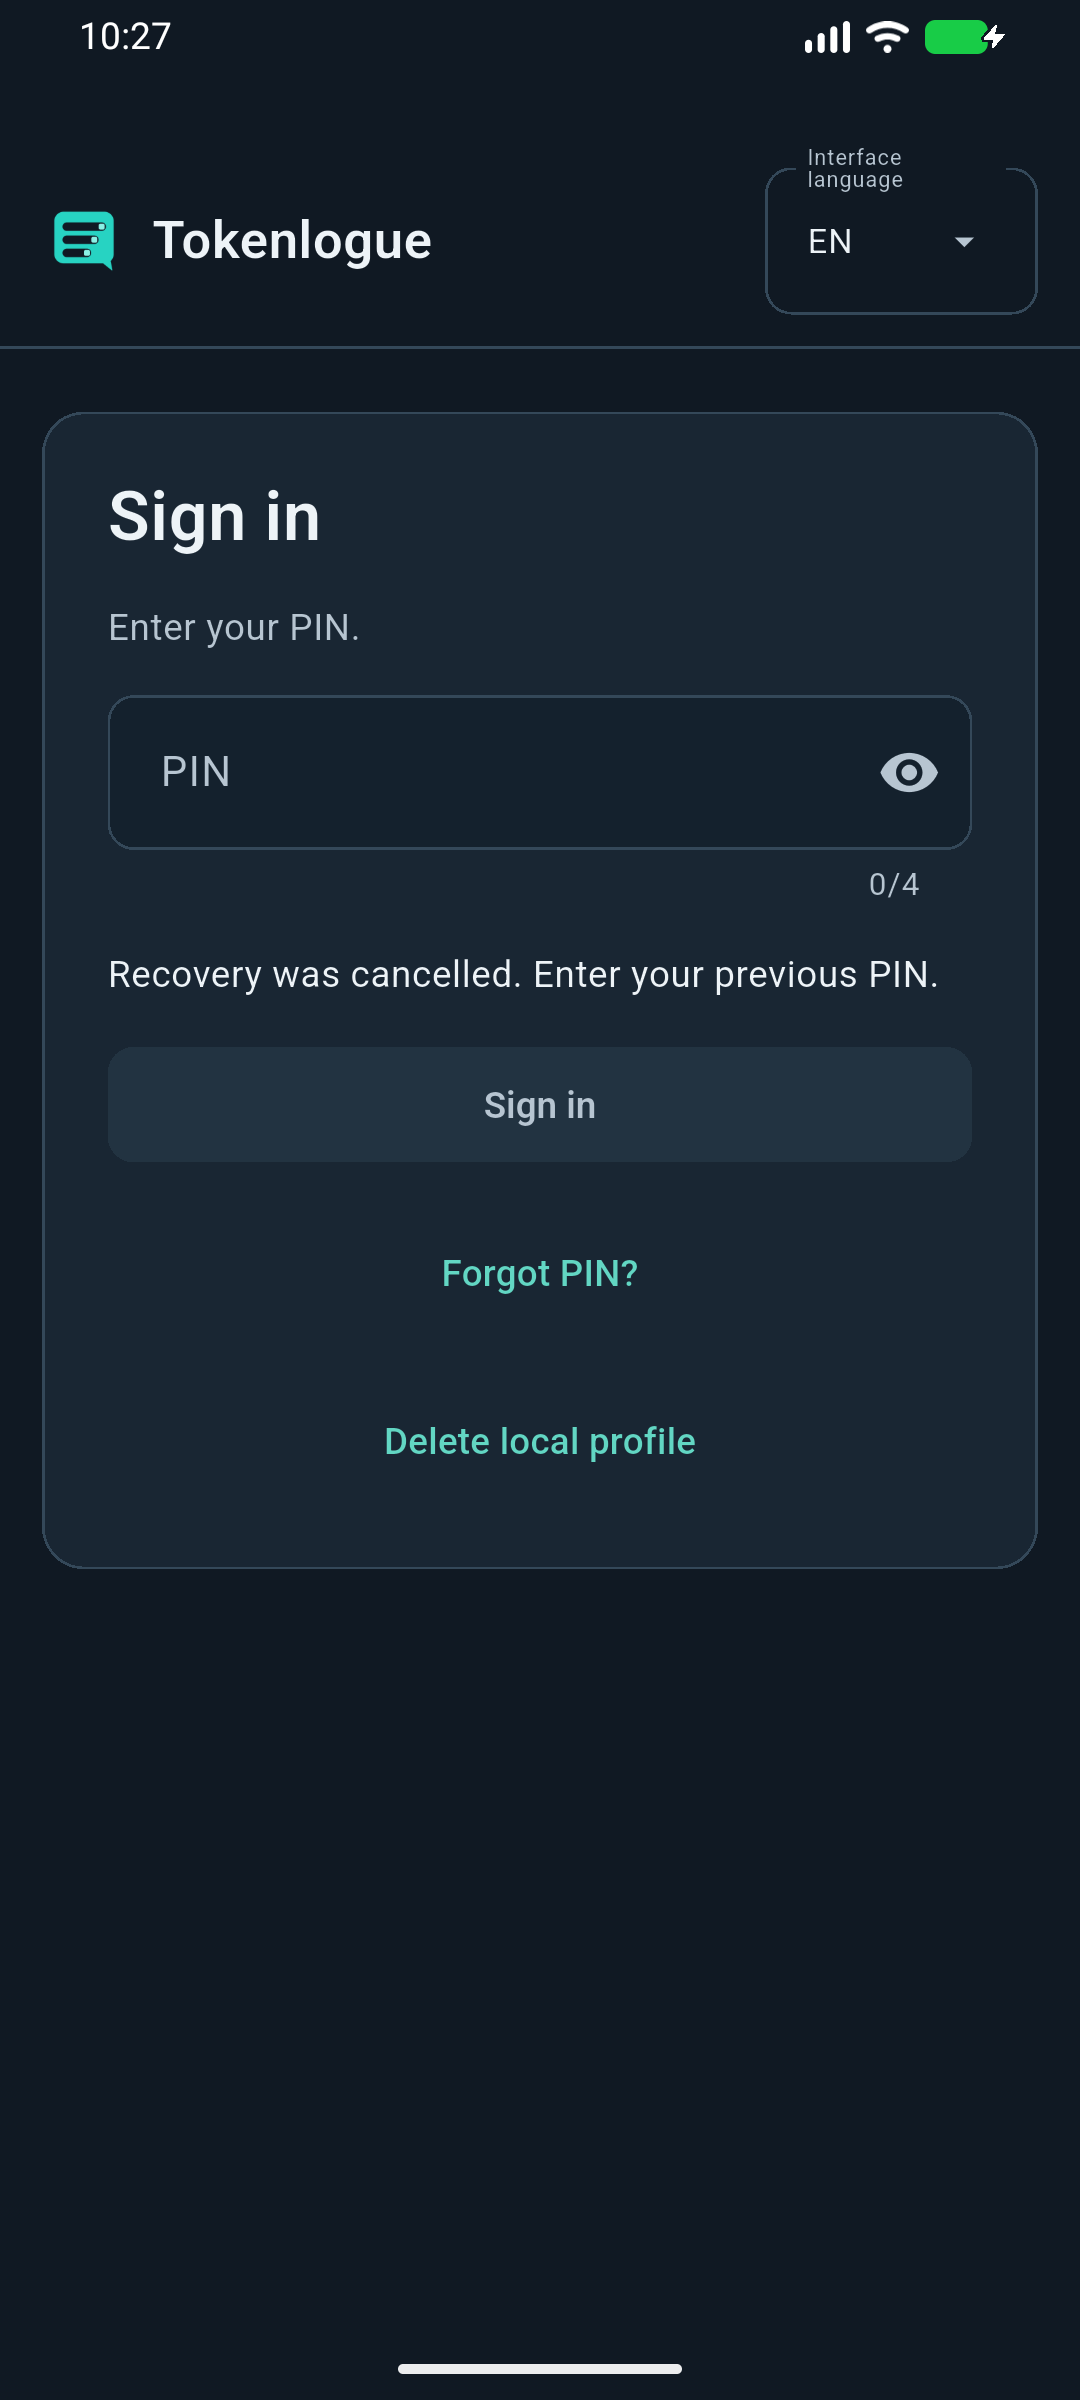 10:27
Interface
language
Tokenlogue
EN
Sign in
Enter your PIN.
PIN
0/4
Recovery was cancelled. Enter your previous PIN.
Sign in
Forgot PIN?
Delete local profile